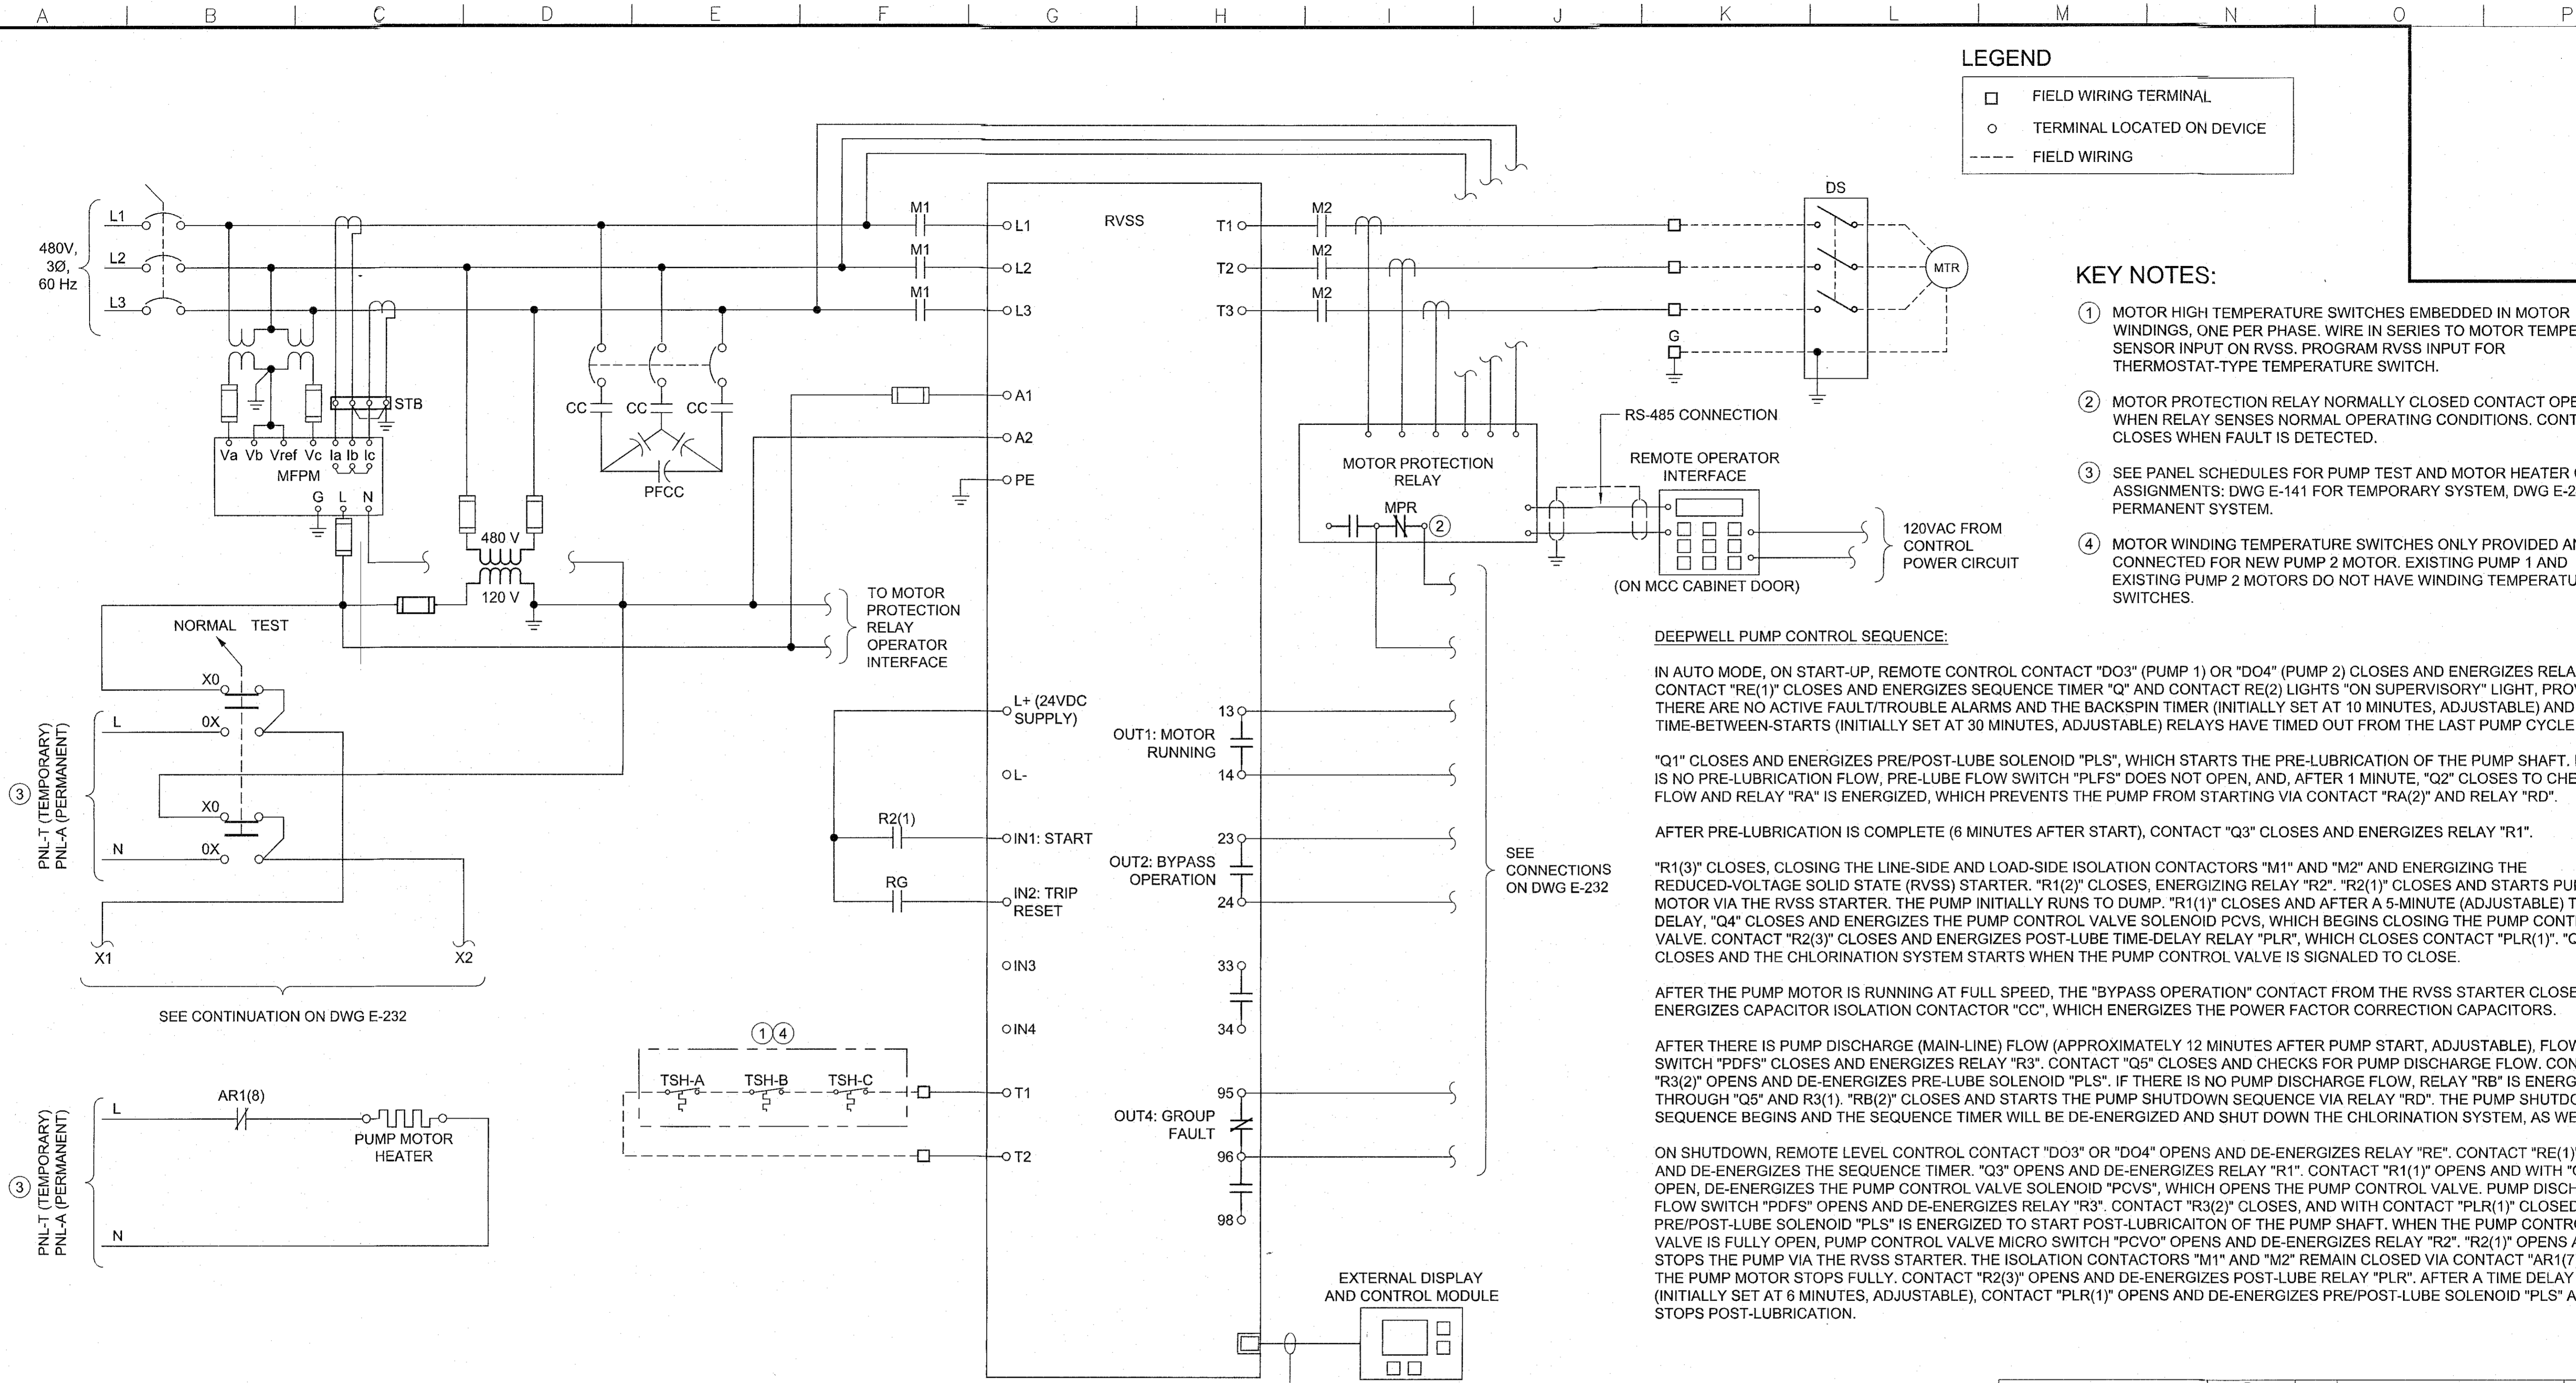 A B C D E F G H I J K L M N O P
LEGEND
FIELD WIRING TERMINAL
TERMINAL LOCATED ON DEVICE
FIELD WIRING
480V,
3Ø,
60 Hz
L1
L2
L3
M1
M1
M1
L1
L2
L3
RVSS
T1
T2
T3
M2
M2
M2
G
DS
MTR
STB
Va Vb Vref Vc Ia Ib Ic
MFPM
G L N
CC CC CC
PFCC
480 V
120 V
A1
A2
PE
TO MOTOR
PROTECTION
RELAY
OPERATOR
INTERFACE
MOTOR PROTECTION
RELAY
MPR
2
RS-485 CONNECTION
REMOTE OPERATOR
INTERFACE
(ON MCC CABINET DOOR)
120VAC FROM
CONTROL
POWER CIRCUIT
NORMAL TEST
X0
L
0X
X0
N
0X
3
PNL-T (TEMPORARY)
PNL-A (PERMANENT)
X1
X2
SEE CONTINUATION ON DWG E-232
L+ (24VDC
SUPPLY)
L-
R2(1)
IN1: START
RG
IN2: TRIP
RESET
IN3
IN4
T1
T2
13
OUT1: MOTOR
RUNNING
14
23
OUT2: BYPASS
OPERATION
24
33
34
95
OUT4: GROUP
FAULT
96
98
SEE
CONNECTIONS
ON DWG E-232
1 4
TSH-A TSH-B TSH-C
3
PNL-T (TEMPORARY)
PNL-A (PERMANENT)
L
AR1(8)
PUMP MOTOR
HEATER
N
EXTERNAL DISPLAY
AND CONTROL MODULE
KEY NOTES:
1 MOTOR HIGH TEMPERATURE SWITCHES EMBEDDED IN MOTOR
WINDINGS, ONE PER PHASE. WIRE IN SERIES TO MOTOR TEMPE
SENSOR INPUT ON RVSS. PROGRAM RVSS INPUT FOR
THERMOSTAT-TYPE TEMPERATURE SWITCH.
2 MOTOR PROTECTION RELAY NORMALLY CLOSED CONTACT OPE
WHEN RELAY SENSES NORMAL OPERATING CONDITIONS. CONT
CLOSES WHEN FAULT IS DETECTED.
3 SEE PANEL SCHEDULES FOR PUMP TEST AND MOTOR HEATER
ASSIGNMENTS: DWG E-141 FOR TEMPORARY SYSTEM, DWG E-2
PERMANENT SYSTEM.
4 MOTOR WINDING TEMPERATURE SWITCHES ONLY PROVIDED AN
CONNECTED FOR NEW PUMP 2 MOTOR. EXISTING PUMP 1 AND
EXISTING PUMP 2 MOTORS DO NOT HAVE WINDING TEMPERATU
SWITCHES.
DEEPWELL PUMP CONTROL SEQUENCE:
IN AUTO MODE, ON START-UP, REMOTE CONTROL CONTACT "DO3" (PUMP 1) OR "DO4" (PUMP 2) CLOSES AND ENERGIZES RELA
CONTACT "RE(1)" CLOSES AND ENERGIZES SEQUENCE TIMER "Q" AND CONTACT RE(2) LIGHTS "ON SUPERVISORY" LIGHT, PRO
THERE ARE NO ACTIVE FAULT/TROUBLE ALARMS AND THE BACKSPIN TIMER (INITIALLY SET AT 10 MINUTES, ADJUSTABLE) AND
TIME-BETWEEN-STARTS (INITIALLY SET AT 30 MINUTES, ADJUSTABLE) RELAYS HAVE TIMED OUT FROM THE LAST PUMP CYCLE
"Q1" CLOSES AND ENERGIZES PRE/POST-LUBE SOLENOID "PLS", WHICH STARTS THE PRE-LUBRICATION OF THE PUMP SHAFT.
IS NO PRE-LUBRICATION FLOW, PRE-LUBE FLOW SWITCH "PLFS" DOES NOT OPEN, AND, AFTER 1 MINUTE, "Q2" CLOSES TO CHE
FLOW AND RELAY "RA" IS ENERGIZED, WHICH PREVENTS THE PUMP FROM STARTING VIA CONTACT "RA(2)" AND RELAY "RD".
AFTER PRE-LUBRICATION IS COMPLETE (6 MINUTES AFTER START), CONTACT "Q3" CLOSES AND ENERGIZES RELAY "R1".
"R1(3)" CLOSES, CLOSING THE LINE-SIDE AND LOAD-SIDE ISOLATION CONTACTORS "M1" AND "M2" AND ENERGIZING THE
REDUCED-VOLTAGE SOLID STATE (RVSS) STARTER. "R1(2)" CLOSES, ENERGIZING RELAY "R2". "R2(1)" CLOSES AND STARTS PU
MOTOR VIA THE RVSS STARTER. THE PUMP INITIALLY RUNS TO DUMP. "R1(1)" CLOSES AND AFTER A 5-MINUTE (ADJUSTABLE) T
DELAY, "Q4" CLOSES AND ENERGIZES THE PUMP CONTROL VALVE SOLENOID PCVS, WHICH BEGINS CLOSING THE PUMP CONT
VALVE. CONTACT "R2(3)" CLOSES AND ENERGIZES POST-LUBE TIME-DELAY RELAY "PLR", WHICH CLOSES CONTACT "PLR(1)". "Q
CLOSES AND THE CHLORINATION SYSTEM STARTS WHEN THE PUMP CONTROL VALVE IS SIGNALED TO CLOSE.
AFTER THE PUMP MOTOR IS RUNNING AT FULL SPEED, THE "BYPASS OPERATION" CONTACT FROM THE RVSS STARTER CLOSE
ENERGIZES CAPACITOR ISOLATION CONTACTOR "CC", WHICH ENERGIZES THE POWER FACTOR CORRECTION CAPACITORS.
AFTER THERE IS PUMP DISCHARGE (MAIN-LINE) FLOW (APPROXIMATELY 12 MINUTES AFTER PUMP START, ADJUSTABLE), FLOW
SWITCH "PDFS" CLOSES AND ENERGIZES RELAY "R3". CONTACT "Q5" CLOSES AND CHECKS FOR PUMP DISCHARGE FLOW. CON
"R3(2)" OPENS AND DE-ENERGIZES PRE-LUBE SOLENOID "PLS". IF THERE IS NO PUMP DISCHARGE FLOW, RELAY "RB" IS ENERG
THROUGH "Q5" AND R3(1). "RB(2)" CLOSES AND STARTS THE PUMP SHUTDOWN SEQUENCE VIA RELAY "RD". THE PUMP SHUTDO
SEQUENCE BEGINS AND THE SEQUENCE TIMER WILL BE DE-ENERGIZED AND SHUT DOWN THE CHLORINATION SYSTEM, AS WE
ON SHUTDOWN, REMOTE LEVEL CONTROL CONTACT "DO3" OR "DO4" OPENS AND DE-ENERGIZES RELAY "RE". CONTACT "RE(1)"
AND DE-ENERGIZES THE SEQUENCE TIMER. "Q3" OPENS AND DE-ENERGIZES RELAY "R1". CONTACT "R1(1)" OPENS AND WITH "
OPEN, DE-ENERGIZES THE PUMP CONTROL VALVE SOLENOID "PCVS", WHICH OPENS THE PUMP CONTROL VALVE. PUMP DISCH
FLOW SWITCH "PDFS" OPENS AND DE-ENERGIZES RELAY "R3". CONTACT "R3(2)" CLOSES, AND WITH CONTACT "PLR(1)" CLOSED
PRE/POST-LUBE SOLENOID "PLS" IS ENERGIZED TO START POST-LUBRICAITON OF THE PUMP SHAFT. WHEN THE PUMP CONTR
VALVE IS FULLY OPEN, PUMP CONTROL VALVE MICRO SWITCH "PCVO" OPENS AND DE-ENERGIZES RELAY "R2". "R2(1)" OPENS A
STOPS THE PUMP VIA THE RVSS STARTER. THE ISOLATION CONTACTORS "M1" AND "M2" REMAIN CLOSED VIA CONTACT "AR1(7
THE PUMP MOTOR STOPS FULLY. CONTACT "R2(3)" OPENS AND DE-ENERGIZES POST-LUBE RELAY "PLR". AFTER A TIME DELAY
(INITIALLY SET AT 6 MINUTES, ADJUSTABLE), CONTACT "PLR(1)" OPENS AND DE-ENERGIZES PRE/POST-LUBE SOLENOID "PLS" A
STOPS POST-LUBRICATION.